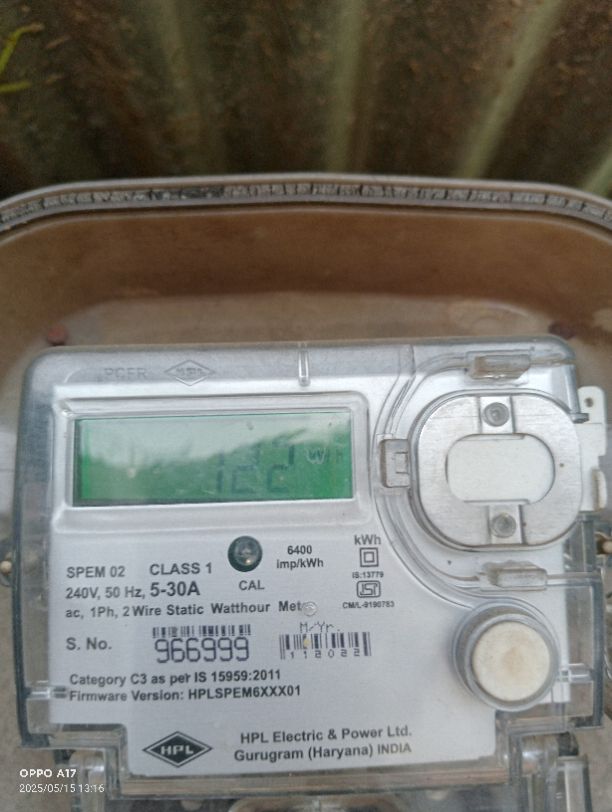 kWh
SPEM 02 CLASS 1 6400
imp/kWh
kWh
IS:13779
240V, 50 Hz, 5-30A CAL
CM/L-9190783
ac, 1Ph, 2 Wire Static Watthour Meter
M/Yr.
S. No. 966999 112022
Category C3 as per IS 15959:2011
Firmware Version: HPLSPEM6XXX01
HPL
HPL Electric & Power Ltd.
Gurugram (Haryana) INDIA
OPPO A17
2025/05/15 13:16